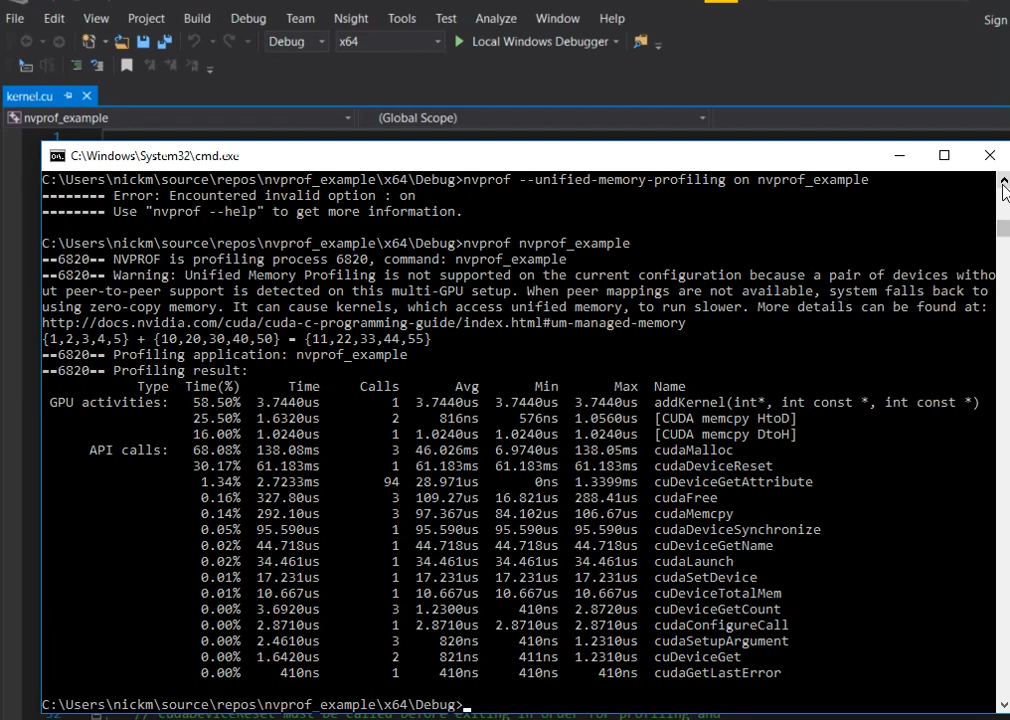 File Edit View Project Build Debug Team Nsight Tools Test Analyze Window Help
Sign
Debug x64 Local Windows Debugger
kernel.cu
nvprof_example (Global Scope)
1
C:\Windows\System32\cmd.exe
C:\Users\nickm\source\repos\nvprof_example\x64\Debug>nvprof --unified-memory-profiling on nvprof_example
======== Error: Encountered invalid option : on
======== Use "nvprof --help" to get more information.
C:\Users\nickm\source\repos\nvprof_example\x64\Debug>nvprof nvprof_example
==6820== NVPROF is profiling process 6820, command: nvprof_example
==6820== Warning: Unified Memory Profiling is not supported on the current configuration because a pair of devices witho
ut peer-to-peer support is detected on this multi-GPU setup. When peer mappings are not available, system falls back to
using zero-copy memory. It can cause kernels, which access unified memory, to run slower. More details can be found at:
http://docs.nvidia.com/cuda/cuda-c-programming-guide/index.html#um-managed-memory
{1,2,3,4,5} + {10,20,30,40,50} = {11,22,33,44,55}
==6820== Profiling application: nvprof_example
==6820== Profiling result:
Type Time(%) Time Calls Avg Min Max Name
GPU activities: 58.50% 3.7440us 1 3.7440us 3.7440us 3.7440us addKernel(int*, int const *, int const *)
25.50% 1.6320us 2 816ns 576ns 1.0560us [CUDA memcpy HtoD]
16.00% 1.0240us 1 1.0240us 1.0240us 1.0240us [CUDA memcpy DtoH]
API calls: 68.08% 138.08ms 3 46.026ms 6.9740us 138.05ms cudaMalloc
30.17% 61.183ms 1 61.183ms 61.183ms 61.183ms cudaDeviceReset
1.34% 2.7233ms 94 28.971us 0ns 1.3399ms cuDeviceGetAttribute
0.16% 327.80us 3 109.27us 16.821us 288.41us cudaFree
0.14% 292.10us 3 97.367us 84.102us 106.67us cudaMemcpy
0.05% 95.590us 1 95.590us 95.590us 95.590us cudaDeviceSynchronize
0.02% 44.718us 1 44.718us 44.718us 44.718us cuDeviceGetName
0.02% 34.461us 1 34.461us 34.461us 34.461us cudaLaunch
0.01% 17.231us 1 17.231us 17.231us 17.231us cudaSetDevice
0.01% 10.667us 1 10.667us 10.667us 10.667us cuDeviceTotalMem
0.00% 3.6920us 3 1.2300us 410ns 2.8720us cuDeviceGetCount
0.00% 2.8710us 1 2.8710us 2.8710us 2.8710us cudaConfigureCall
0.00% 2.4610us 3 820ns 410ns 1.2310us cudaSetupArgument
0.00% 1.6420us 2 821ns 411ns 1.2310us cuDeviceGet
0.00% 410ns 1 410ns 410ns 410ns cudaGetLastError
C:\Users\nickm\source\repos\nvprof_example\x64\Debug>